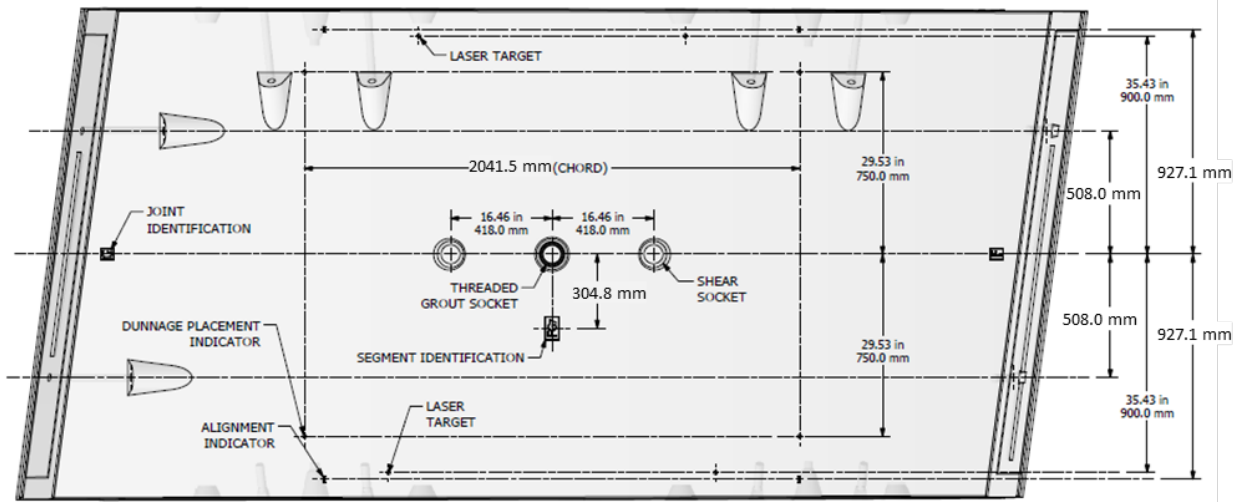 LASER TARGET
35.43 in
900.0 mm
2041.5 mm(CHORD)
29.53 in
750.0 mm
927.1 mm
508.0 mm
JOINT
IDENTIFICATION
16.46 in
418.0 mm
16.46 in
418.0 mm
THREADED
GROUT SOCKET
304.8 mm
SHEAR
SOCKET
DUNNAGE PLACEMENT
INDICATOR
SEGMENT IDENTIFICATION
508.0 mm
927.1 mm
29.53 in
750.0 mm
35.43 in
900.0 mm
ALIGNMENT
INDICATOR
LASER
TARGET